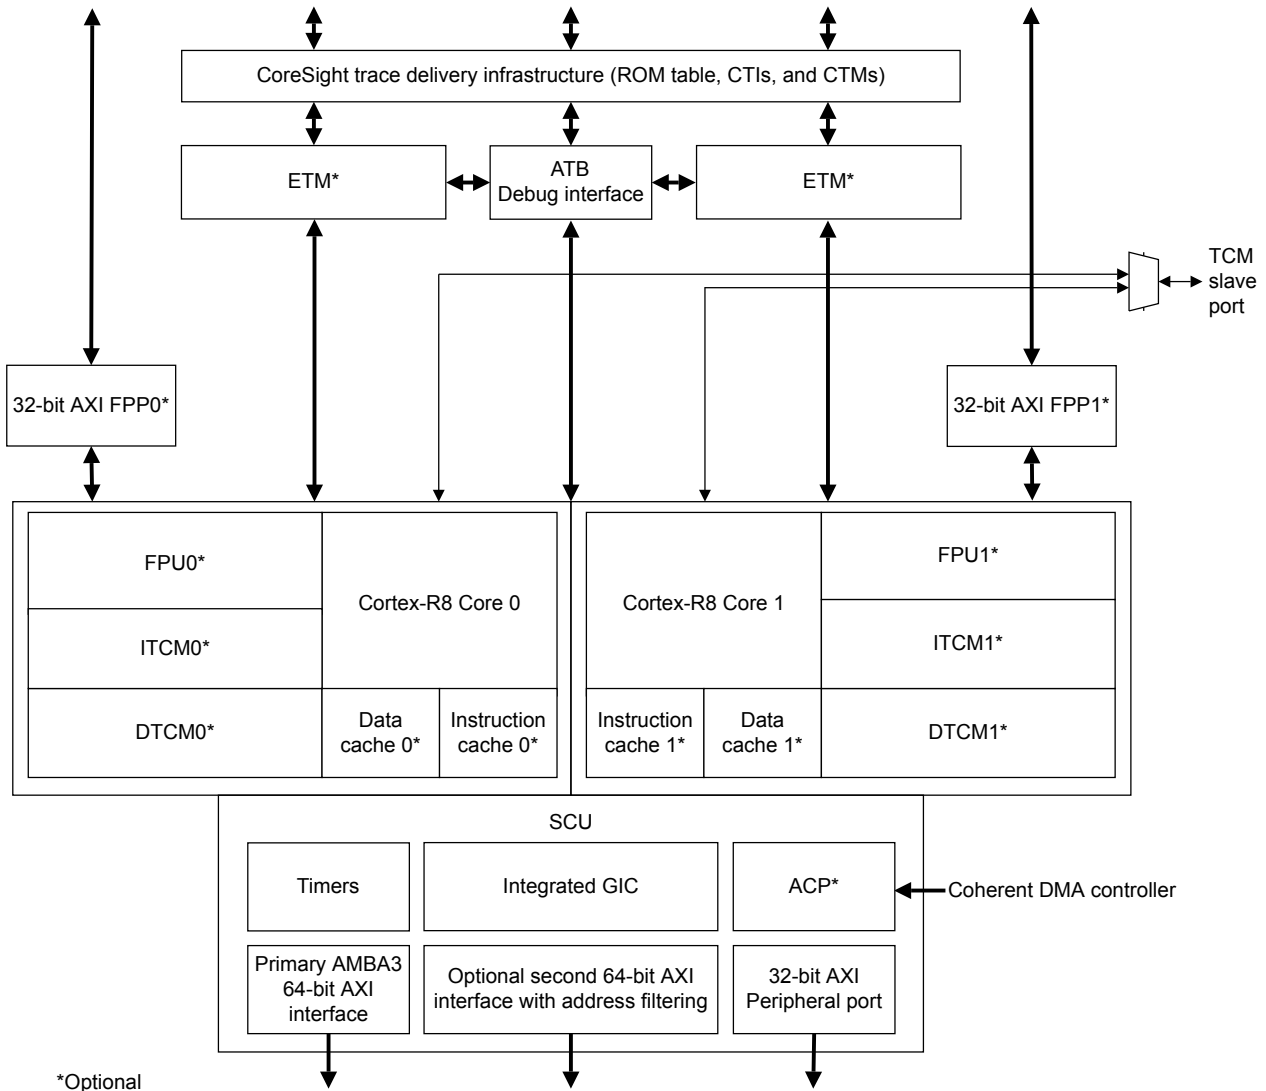 CoreSight trace delivery infrastructure (ROM table, CTIs, and CTMs)
ETM*
ATB
Debug interface
ETM*
TCM
slave
port
32-bit AXI FPP0*
32-bit AXI FPP1*
FPU0*
ITCM0*
DTCM0*
Cortex-R8 Core 0
Data
cache 0*
Instruction
cache 0*
Cortex-R8 Core 1
Instruction
cache 1*
Data
cache 1*
FPU1*
ITCM1*
DTCM1*
SCU
Timers
Integrated GIC
ACP*
Coherent DMA controller
Primary AMBA3
64-bit AXI
interface
Optional second 64-bit AXI
interface with address filtering
32-bit AXI
Peripheral port
*Optional